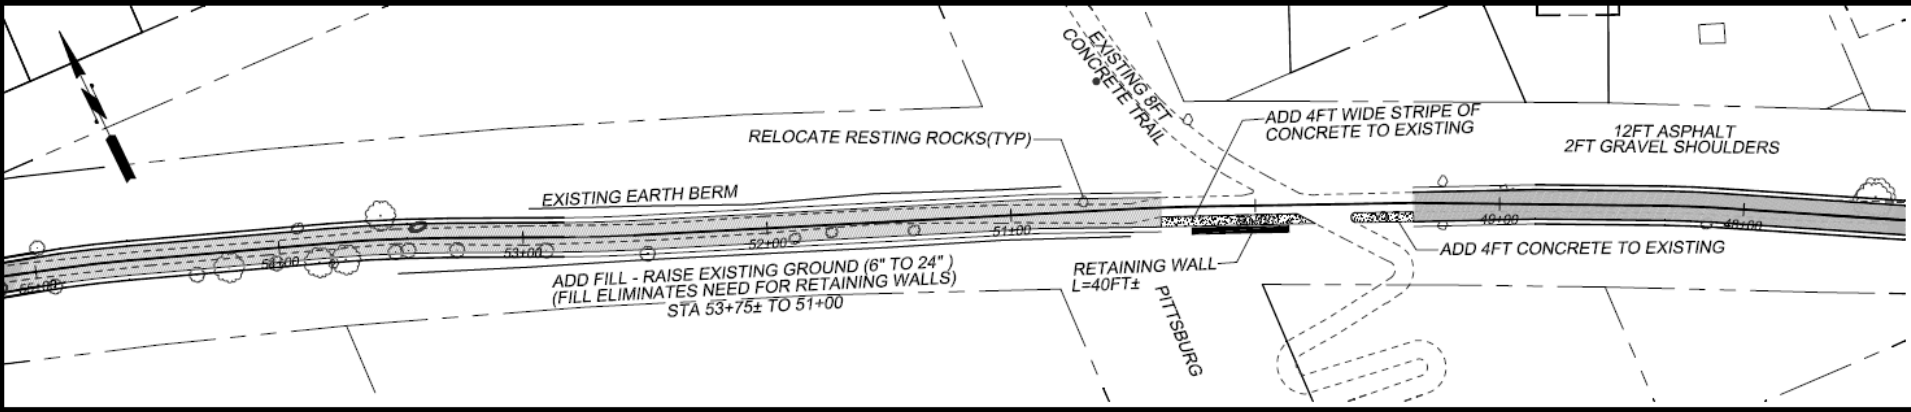 EXISTING 8FT
CONCRETE TRAIL
ADD 4FT WIDE STRIPE OF
CONCRETE TO EXISTING
12FT ASPHALT
2FT GRAVEL SHOULDERS
RELOCATE RESTING ROCKS(TYP)
EXISTING EARTH BERM
53+00
52+00
51+00
49+00
48+00
ADD 4FT CONCRETE TO EXISTING
ADD FILL - RAISE EXISTING GROUND (6" TO 24" )
(FILL ELIMINATES NEED FOR RETAINING WALLS)
STA 53+75± TO 51+00
RETAINING WALL
L=40FT±
PITTSBURG